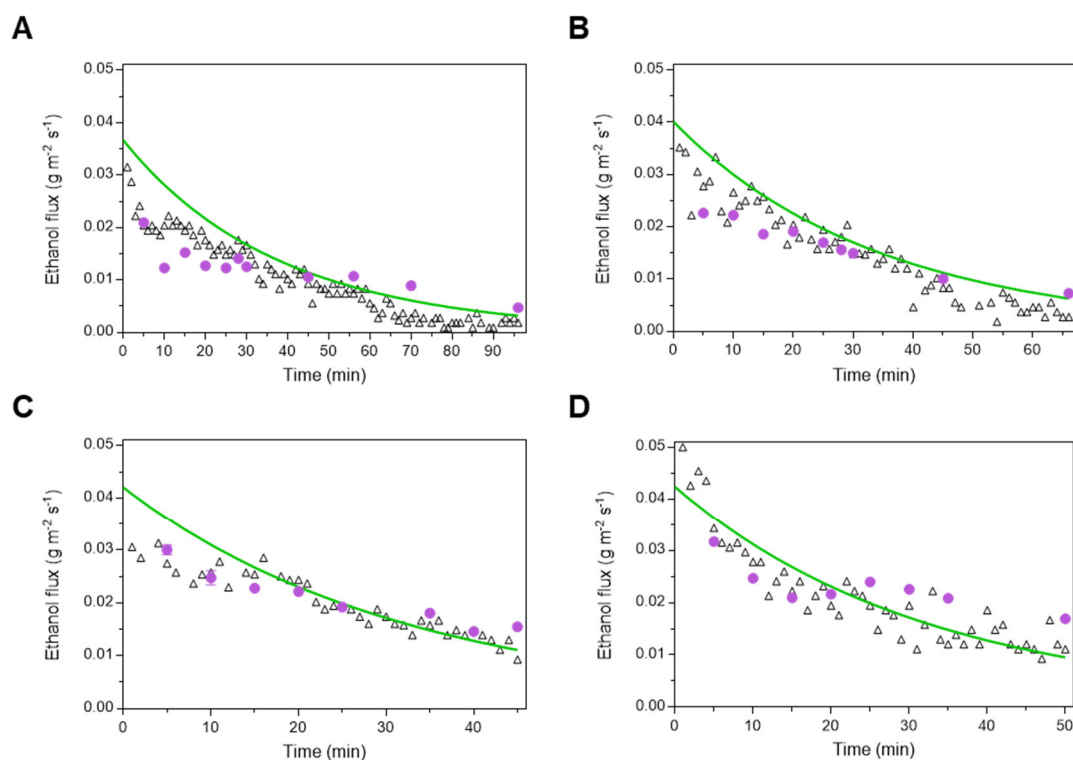 A
B
0.05
0.04
0.03
0.02
0.01
0.00
Ethanol flux (g m⁻² s⁻¹)
0 10 20 30 40 50 60 70 80 90
Time (min)
0.05
0.04
0.03
0.02
0.01
0.00
Ethanol flux (g m⁻² s⁻¹)
0 10 20 30 40 50 60
Time (min)
C
D
0.05
0.04
0.03
0.02
0.01
0.00
Ethanol flux (g m⁻² s⁻¹)
0 10 20 30 40
Time (min)
0.05
0.04
0.03
0.02
0.01
0.00
Ethanol flux (g m⁻² s⁻¹)
0 10 20 30 40 50
Time (min)